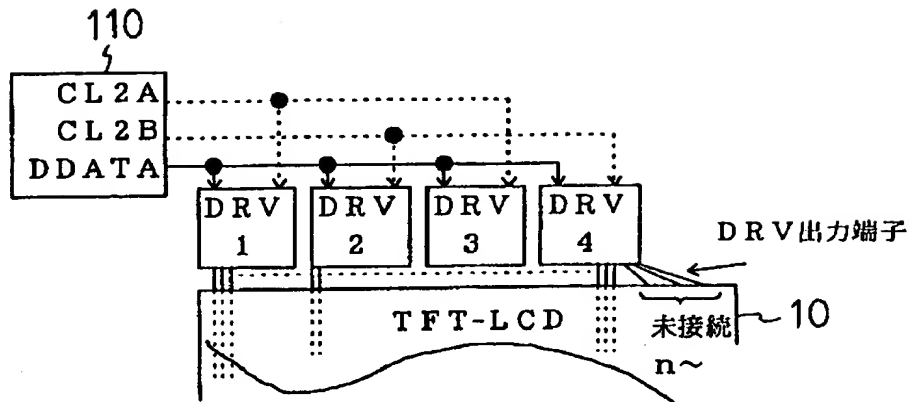 110
CL2A
CL2B
DDATA
DRV
1
DRV
2
DRV
3
DRV
4
DRV出力端子
TFT-LCD
未接続
n~
10